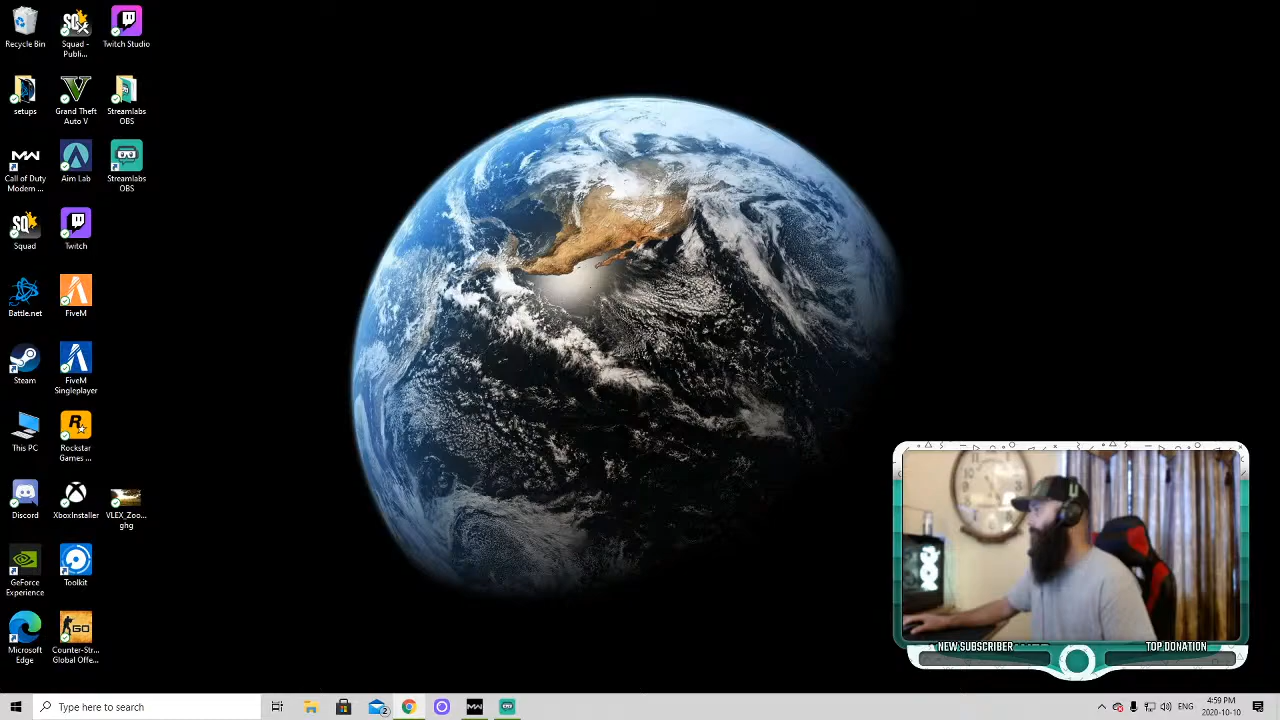 Recycle Bin
Squad -
Publi...
Twitch Studio
setups
Grand Theft
Auto V
Streamlabs
OBS
Call of Duty
Modern ...
Aim Lab
Streamlabs
OBS
Squad
Twitch
Battle.net
FiveM
Steam
FiveM
Singleplayer
This PC
Rockstar
Games ...
Discord
XboxInstaller
VLEX_Zoo...
ghg
GeForce
Experience
Toolkit
Microsoft
Edge
Counter-Str...
Global Offe...
NEW SUBSCRIBER
TOP DONATION
Type here to search
2
ENG
4:59 PM
2020-10-10